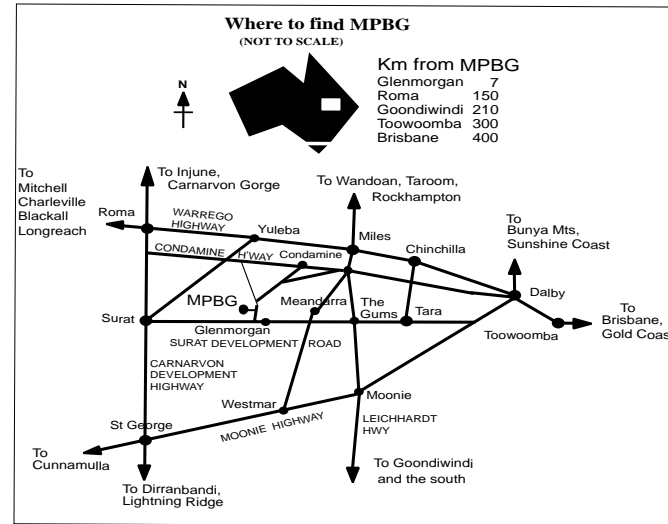 Where to find MPBG
(NOT TO SCALE)
N
Km from MPBG
Glenmorgan 7
Roma 150
Goondiwindi 210
Toowoomba 300
Brisbane 400
To
Mitchell
Charleville
Blackall
Longreach
To Injune,
Carnarvon Gorge
To Wandoan, Taroom,
Rockhampton
To
Bunya Mts,
Sunshine Coast
Roma
WARREGO
HIGHWAY
Yuleba
Miles
Chinchilla
CONDAMINE H'WAY
Condamine
Dalby
MPBG
Meandarra
The
Gums
Tara
Surat
Glenmorgan
SURAT DEVELOPMENT ROAD
Toowoomba
To
Brisbane,
Gold Coas
CARNARVON
DEVELOPMENT
HIGHWAY
Westmar
Moonie
MOONIE HIGHWAY
LEICHHARDT
HWY
St George
To
Cunnamulla
To Dirranbandi,
Lightning Ridge
To Goondiwindi
and the south